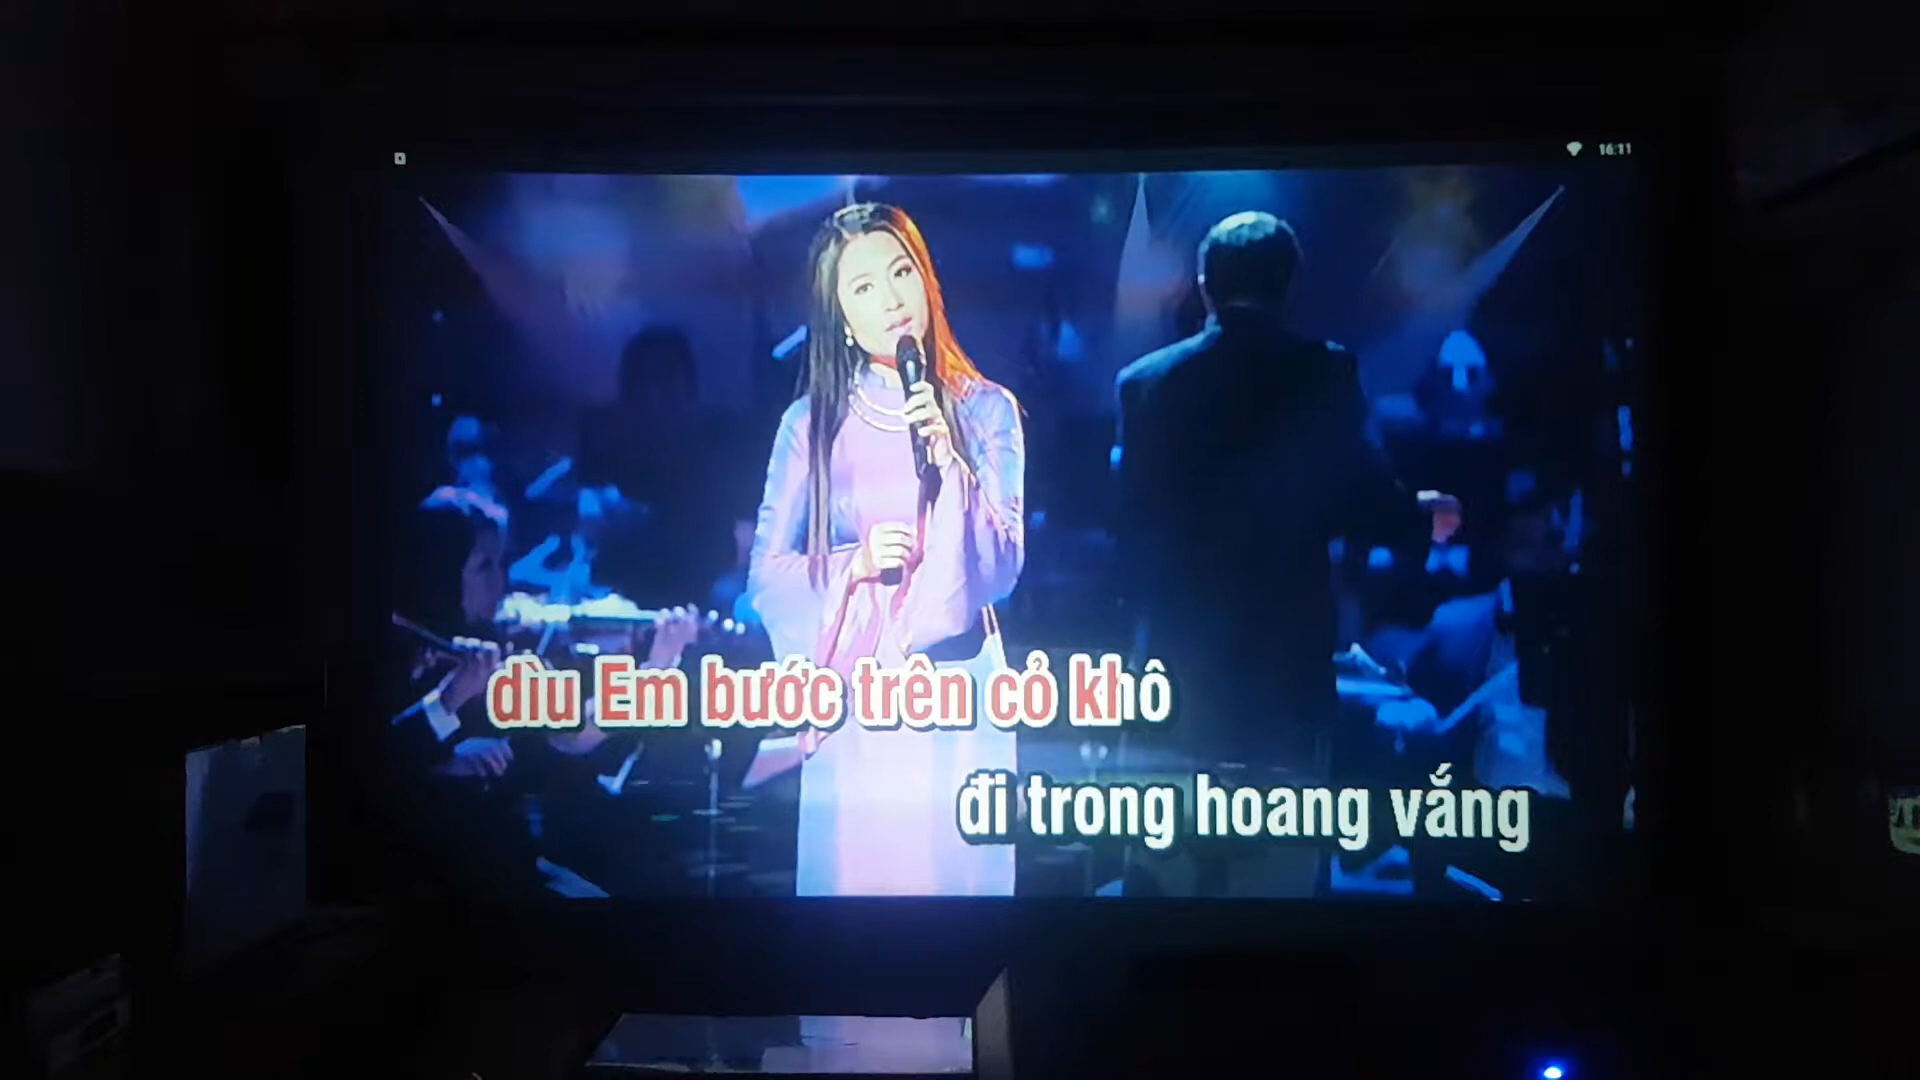 16:11
dìu Em bước trên cỏ khô
đi trong hoang vắng